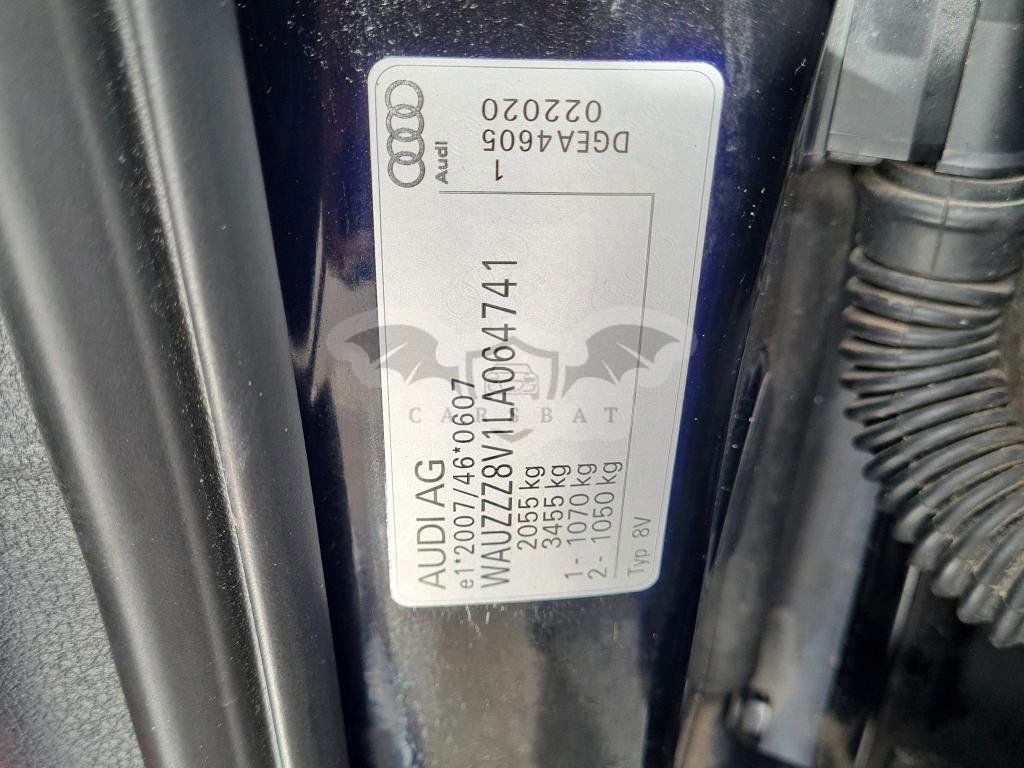 AUDI AG
e1*2007/46*0607
WAUZZZ8V1LA064741
2055 kg
3455 kg
1- 1070 kg
2- 1050 kg
Typ 8V
Audi
1
DGEA4605
022020
CARSBAT